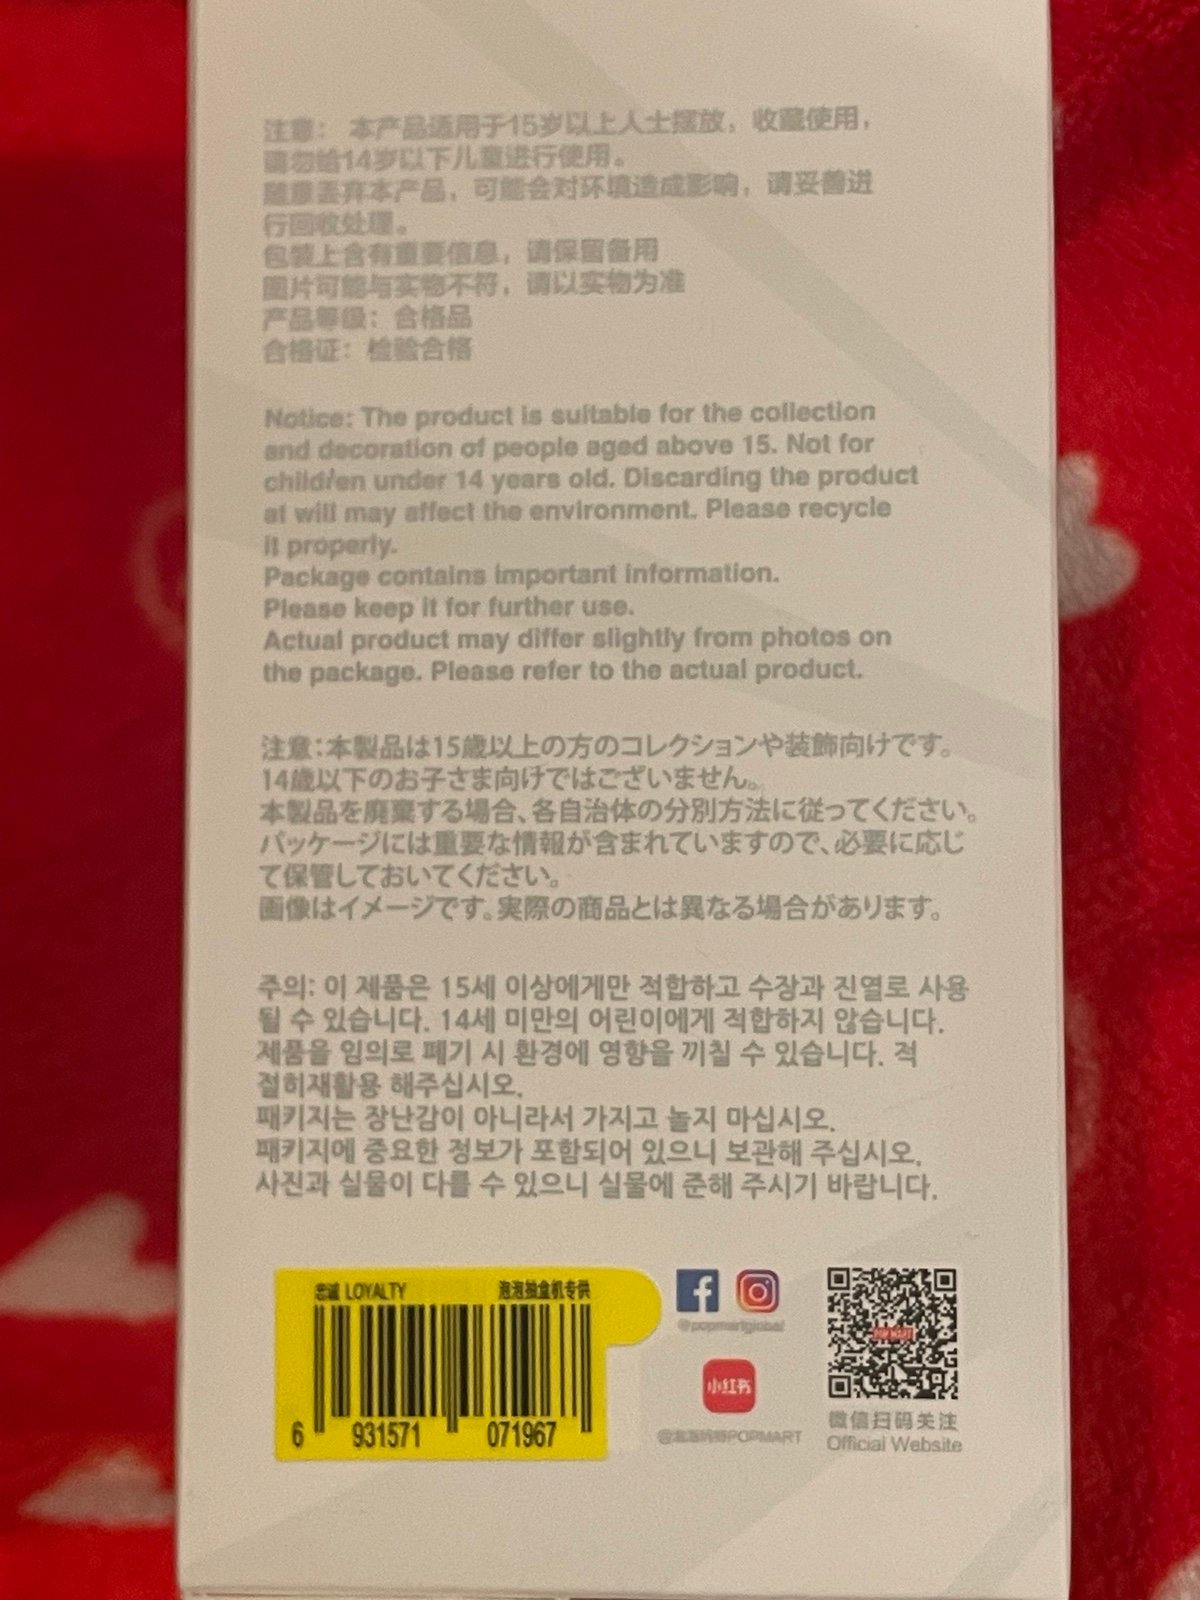 注意： 本产品适用于15岁以上人士摆放，收藏使用，
请勿给14岁以下儿童进行使用。
随意丢弃本产品，可能会对环境造成影响，请妥善进
行回收处理。
包装上含有重要信息，请保留备用
图片可能与实物不符，请以实物为准
产品等级：合格品
合格证：检验合格
Notice: The product is suitable for the collection
and decoration of people aged above 15. Not for
children under 14 years old. Discarding the product
at will may affect the environment. Please recycle
it properly.
Package contains important information.
Please keep it for further use.
Actual product may differ slightly from photos on
the package. Please refer to the actual product.
注意：本製品は15歳以上の方のコレクションや装飾向けです。
14歳以下のお子さま向けではございません。
本製品を廃棄する場合、各自治体の分別方法に従ってください。
パッケージには重要な情報が含まれていますので、必要に応じ
て保管しておいてください。
画像はイメージです。実際の商品とは異なる場合があります。
주의: 이 제품은 15세 이상에게만 적합하고 수장과 진열로 사용
될 수 있습니다. 14세 미만의 어린이에게 적합하지 않습니다.
제품을 임의로 폐기 시 환경에 영향을 끼칠 수 있습니다. 적
절히재활용 해주십시오.
패키지는 장난감이 아니라서 가지고 놀지 마십시오.
패키지에 중요한 정보가 포함되어 있으니 보관해 주십시오.
사진과 실물이 다를 수 있으니 실물에 준해 주시기 바랍니다.
忠诚 LOYALTY 泡泡抽盒机专供
6 931571 071967
@popmartglobal
小红书
@泡泡玛特POPMART
POP MART
微信扫码关注
Official Website